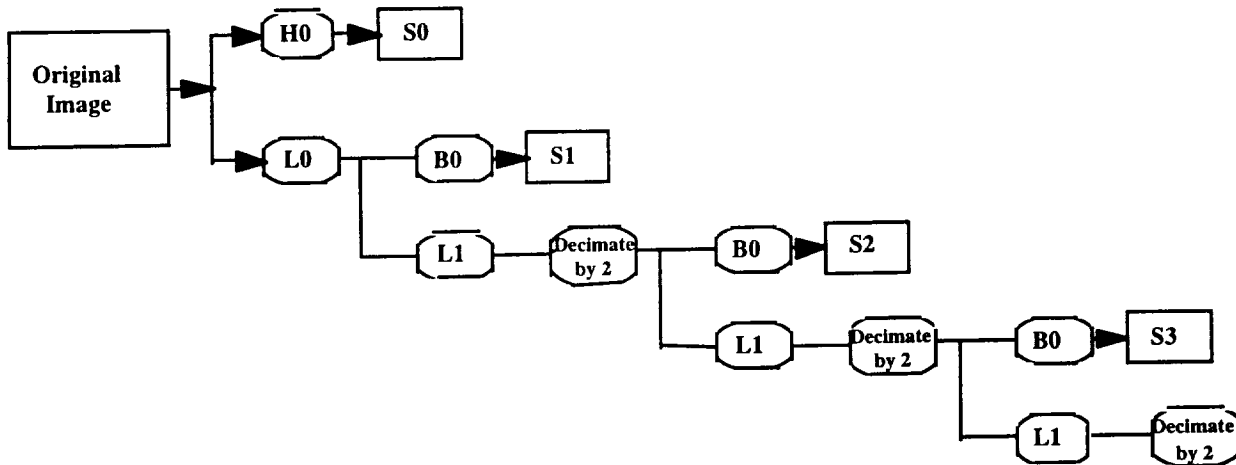 H0
S0
Original
Image
L0
B0
S1
L1
Decimate
by 2
B0
S2
L1
Decimate
by 2
B0
S3
L1
Decimate
by 2